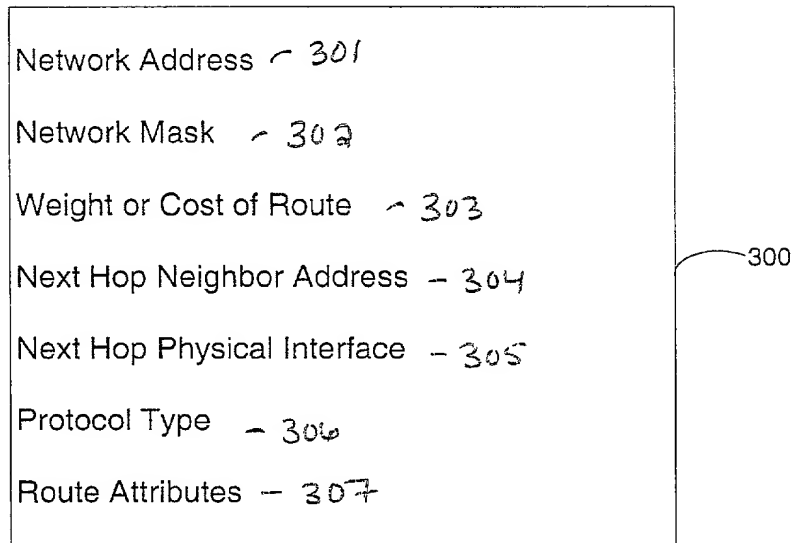 Network Address - 301
Network Mask - 302
Weight or Cost of Route - 303
Next Hop Neighbor Address - 304
Next Hop Physical Interface - 305
Protocol Type - 306
Route Attributes - 307
300